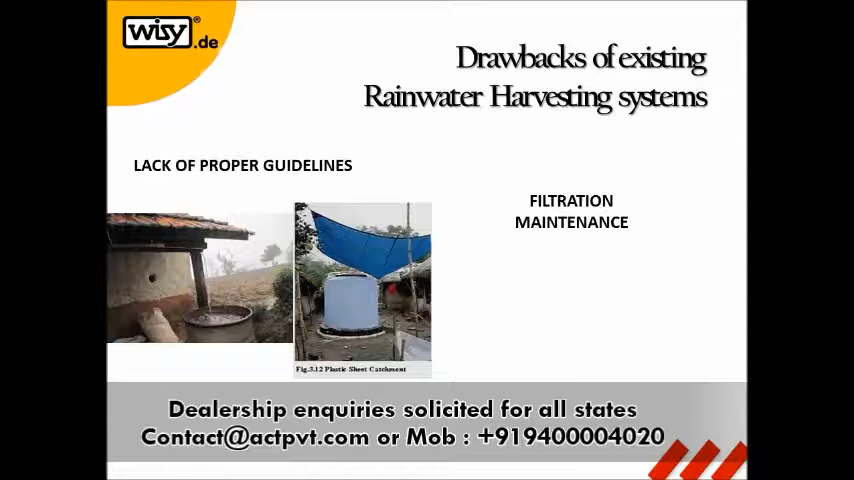 wisy.de
Drawbacks of existing
Rainwater Harvesting systems
LACK OF PROPER GUIDELINES
FILTRATION
MAINTENANCE
Fig.3.12 Plastic Sheet Catchment
Dealership enquiries solicited for all states
Contact@actpvt.com or Mob : +919400004020